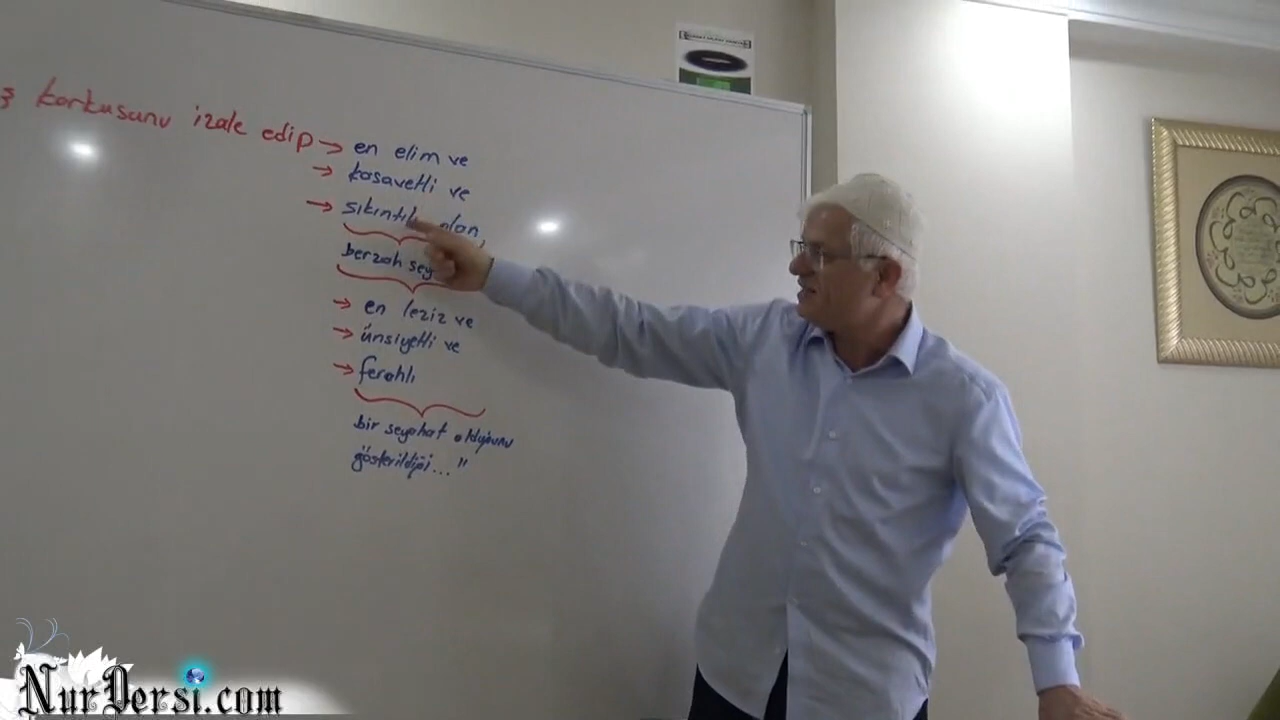 korkusunu izale edip → en elim ve
→ kasavetli ve
→ sıkıntılı olan,
berzah sey
→ en leziz ve
→ ünsiyetli ve
→ ferahlı
bir seyahat olduğunu
gösterildiği... "
NurDersi.com